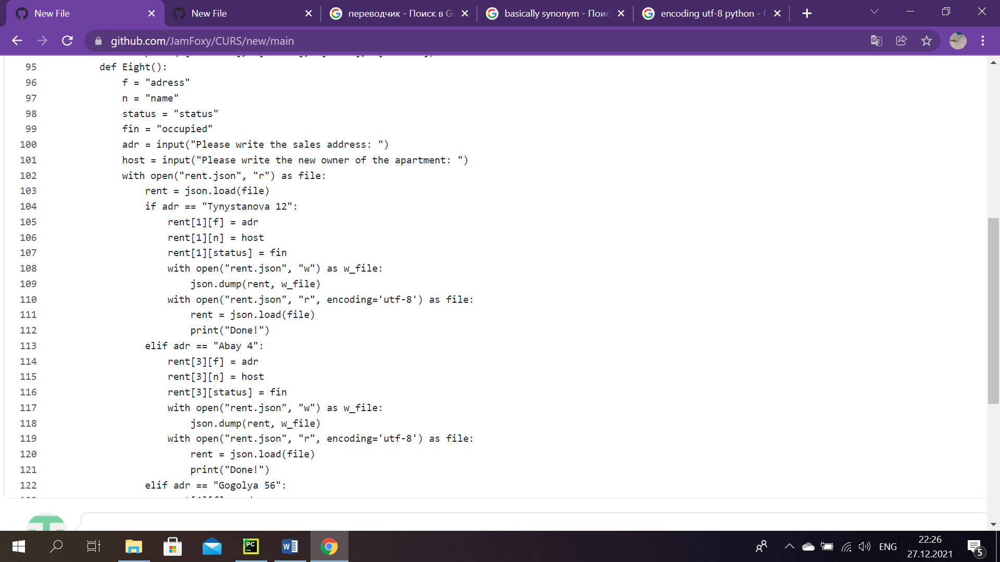 New File
New File
переводчик - Поиск в Go
basically synonym - Поис
encoding utf-8 python - П
github.com/JamFoxy/CURS/new/main
95 def Eight():
96 f = "adress"
97 n = "name"
98 status = "status"
99 fin = "occupied"
100 adr = input("Please write the sales address: ")
101 host = input("Please write the new owner of the apartment: ")
102 with open("rent.json", "r") as file:
103 rent = json.load(file)
104 if adr == "Tynystanova 12":
105 rent[1][f] = adr
106 rent[1][n] = host
107 rent[1][status] = fin
108 with open("rent.json", "w") as w_file:
109 json.dump(rent, w_file)
110 with open("rent.json", "r", encoding='utf-8') as file:
111 rent = json.load(file)
112 print("Done!")
113 elif adr == "Abay 4":
114 rent[3][f] = adr
115 rent[3][n] = host
116 rent[3][status] = fin
117 with open("rent.json", "w") as w_file:
118 json.dump(rent, w_file)
119 with open("rent.json", "r", encoding='utf-8') as file:
120 rent = json.load(file)
121 print("Done!")
122 elif adr == "Gogolya 56":
PC
W
ENG
22:26
27.12.2021
5